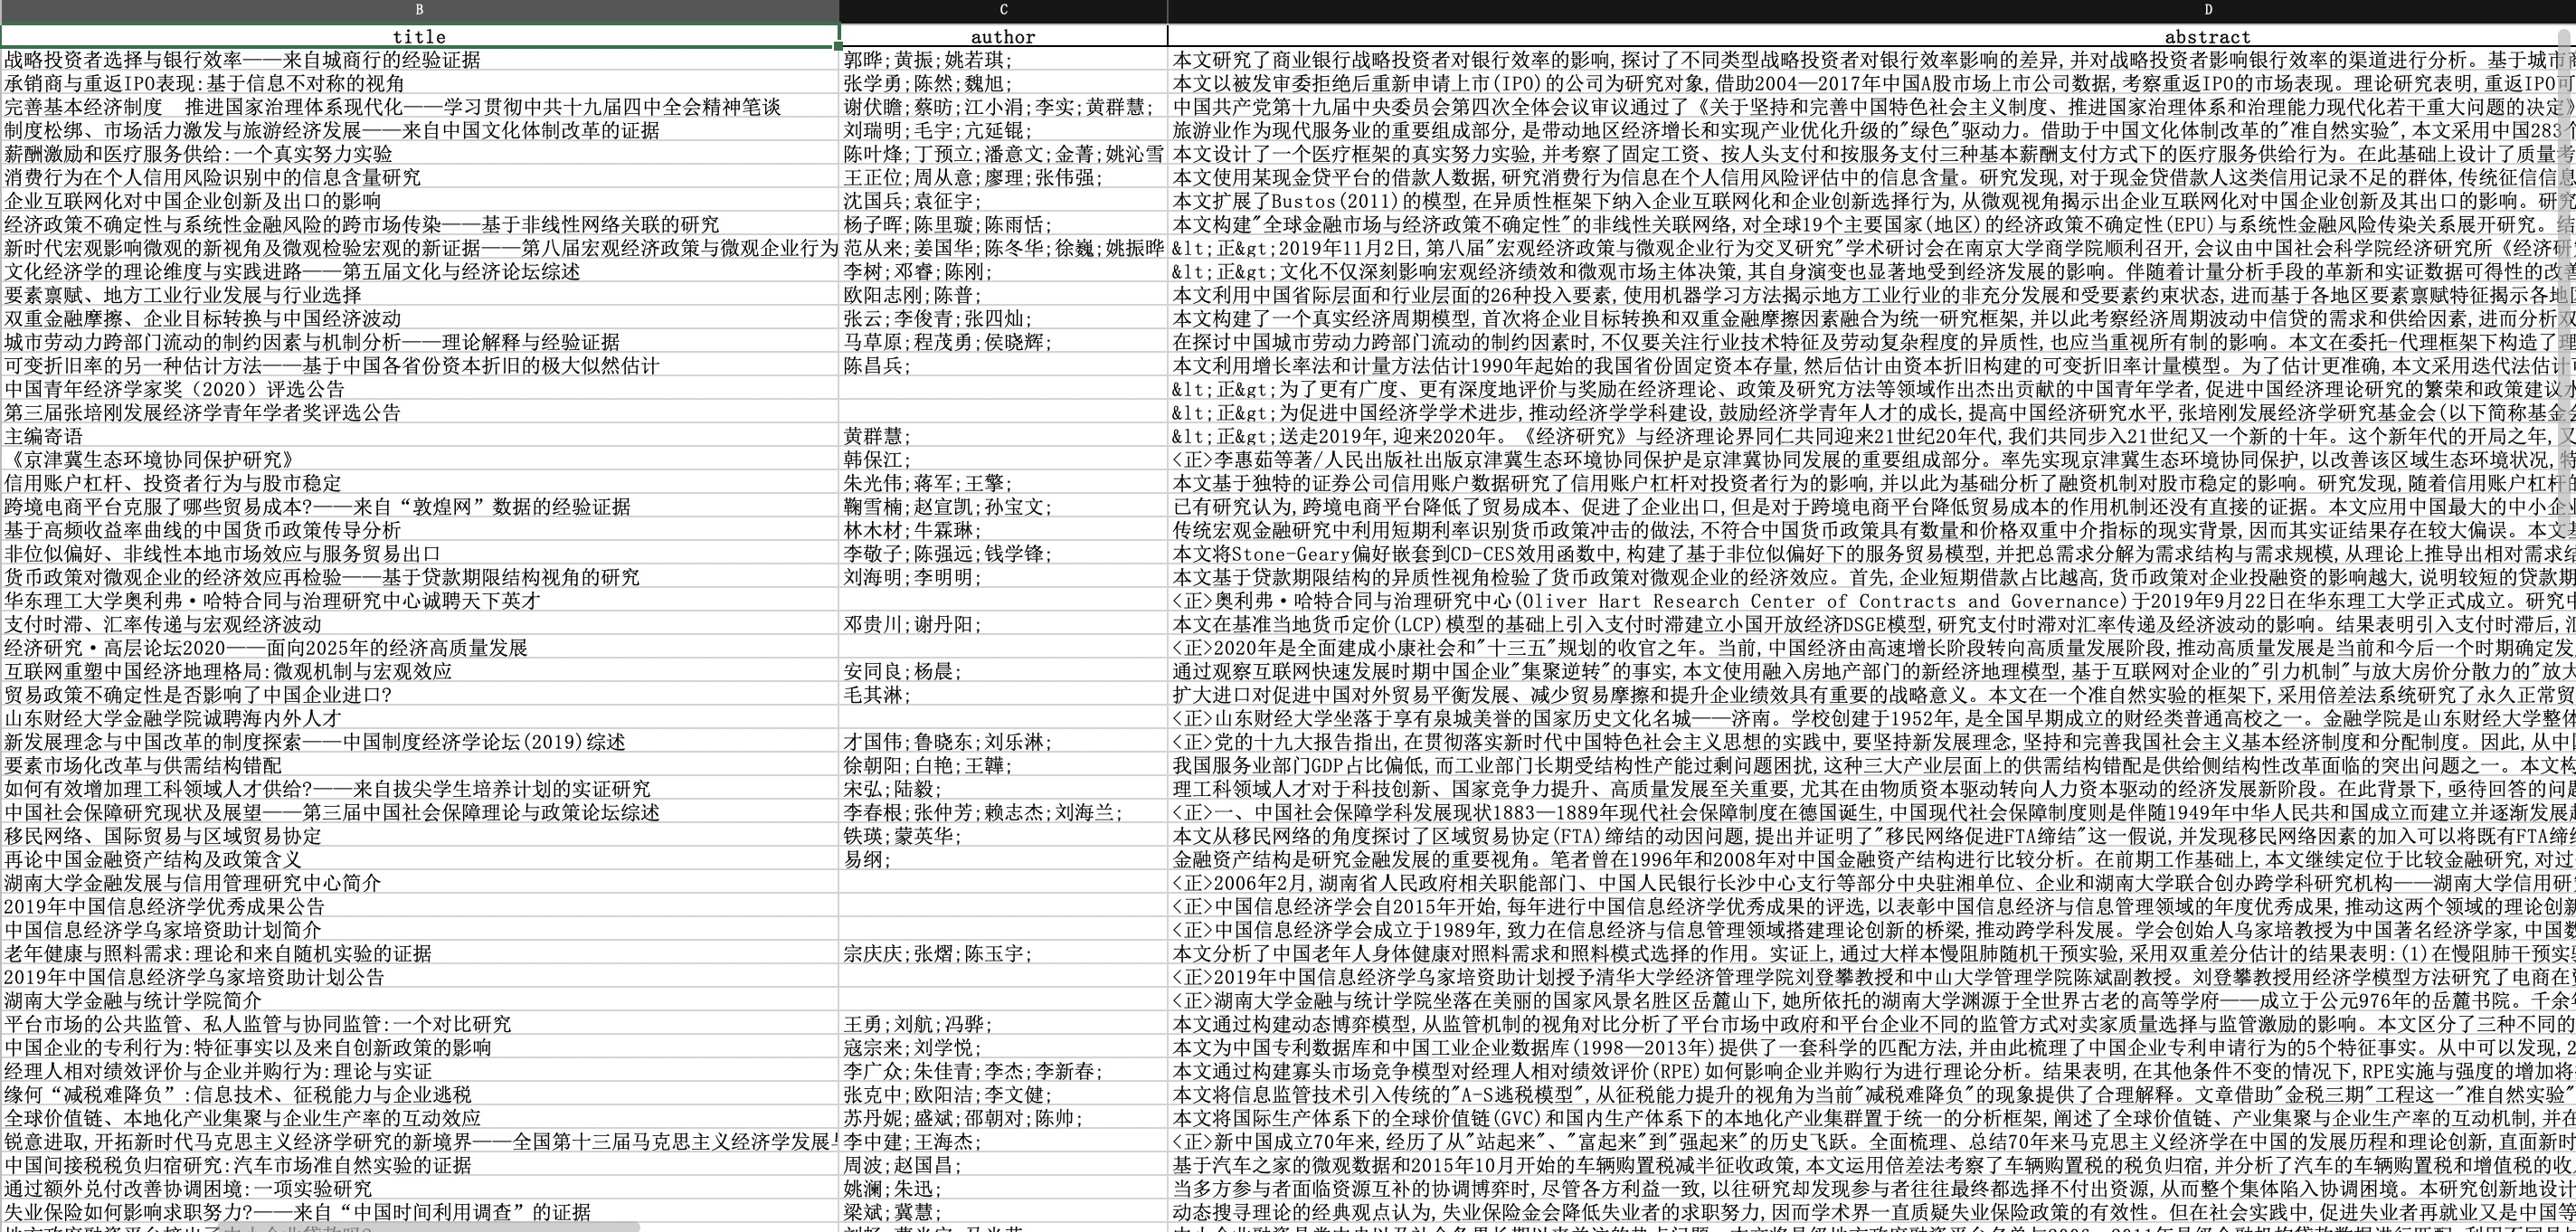 B C D
title author abstract
战略投资者选择与银行效率——来自城商行的经验证据 郭晔;黄振;姚若琪; 本文研究了商业银行战略投资者对银行效率的影响,探讨了不同类型战略投资者对银行效率影响的差异,并对战略投资者影响银行效率的渠道进行分析。基于城市
承销商与重返IPO表现:基于信息不对称的视角 张学勇;陈然;魏旭; 本文以被发审委拒绝后重新申请上市(IPO)的公司为研究对象,借助2004—2017年中国A股市场上市公司数据,考察重返IPO的市场表现。理论研究表明,重返IPO可
完善基本经济制度　推进国家治理体系现代化——学习贯彻中共十九届四中全会精神笔谈 谢伏瞻;蔡昉;江小涓;李实;黄群慧; 中国共产党第十九届中央委员会第四次全体会议审议通过了《关于坚持和完善中国特色社会主义制度、推进国家治理体系和治理能力现代化若干重大问题的决定》
制度松绑、市场活力激发与旅游经济发展——来自中国文化体制改革的证据 刘瑞明;毛宇;亢延锟; 旅游业作为现代服务业的重要组成部分,是带动地区经济增长和实现产业优化升级的"绿色"驱动力。借助于中国文化体制改革的"准自然实验",本文采用中国283
薪酬激励和医疗服务供给:一个真实努力实验 陈叶烽;丁预立;潘意文;金菁;姚沁雪 本文设计了一个医疗框架的真实努力实验,并考察了固定工资、按人头支付和按服务支付三种基本薪酬支付方式下的医疗服务供给行为。在此基础上设计了质量考
消费行为在个人信用风险识别中的信息含量研究 王正位;周从意;廖理;张伟强; 本文使用某现金贷平台的借款人数据,研究消费行为信息在个人信用风险评估中的信息含量。研究发现,对于现金贷借款人这类信用记录不足的群体,传统征信信息
企业互联网化对中国企业创新及出口的影响 沈国兵;袁征宇; 本文扩展了Bustos(2011)的模型,在异质性框架下纳入企业互联网化和企业创新选择行为,从微观视角揭示出企业互联网化对中国企业创新及其出口的影响。研究
经济政策不确定性与系统性金融风险的跨市场传染——基于非线性网络关联的研究 杨子晖;陈里璇;陈雨恬; 本文构建"全球金融市场与经济政策不确定性"的非线性关联网络,对全球19个主要国家(地区)的经济政策不确定性(EPU)与系统性金融风险传染关系展开研究。结
新时代宏观影响微观的新视角及微观检验宏观的新证据——第八届宏观经济政策与微观企业行为 范从来;姜国华;陈冬华;徐巍;姚振晔 &lt;正&gt;2019年11月2日,第八届"宏观经济政策与微观企业行为交叉研究"学术研讨会在南京大学商学院顺利召开,会议由中国社会科学院经济研究所《经济研
文化经济学的理论维度与实践进路——第五届文化与经济论坛综述 李树;邓睿;陈刚; &lt;正&gt;文化不仅深刻影响宏观经济绩效和微观市场主体决策,其自身演变也显著地受到经济发展的影响。伴随着计量分析手段的革新和实证数据可得性的改善
要素禀赋、地方工业行业发展与行业选择 欧阳志刚;陈普; 本文利用中国省际层面和行业层面的26种投入要素,使用机器学习方法揭示地方工业行业的非充分发展和受要素约束状态,进而基于各地区要素禀赋特征揭示各地
双重金融摩擦、企业目标转换与中国经济波动 张云;李俊青;张四灿; 本文构建了一个真实经济周期模型,首次将企业目标转换和双重金融摩擦因素融合为统一研究框架,并以此考察经济周期波动中信贷的需求和供给因素,进而分析双
城市劳动力跨部门流动的制约因素与机制分析——理论解释与经验证据 马草原;程茂勇;侯晓辉; 在探讨中国城市劳动力跨部门流动的制约因素时,不仅要关注行业技术特征及劳动复杂程度的异质性,也应当重视所有制的影响。本文在委托-代理框架下构造了理
可变折旧率的另一种估计方法——基于中国各省份资本折旧的极大似然估计 陈昌兵; 本文利用增长率法和计量方法估计1990年起始的我国省份固定资本存量,然后估计由资本折旧构建的可变折旧率计量模型。为了估计更准确,本文采用迭代法估计
中国青年经济学家奖（2020）评选公告 &lt;正&gt;为了更有广度、更有深度地评价与奖励在经济理论、政策及研究方法等领域作出杰出贡献的中国青年学者,促进中国经济理论研究的繁荣和政策建议水
第三届张培刚发展经济学青年学者奖评选公告 &lt;正&gt;为促进中国经济学学术进步,推动经济学学科建设,鼓励经济学青年人才的成长,提高中国经济研究水平,张培刚发展经济学研究基金会(以下简称基金会
主编寄语 黄群慧; &lt;正&gt;送走2019年,迎来2020年。《经济研究》与经济理论界同仁共同迎来21世纪20年代,我们共同步入21世纪又一个新的十年。这个新年代的开局之年,又
《京津冀生态环境协同保护研究》 韩保江; <正>李惠茹等著/人民出版社出版京津冀生态环境协同保护是京津冀协同发展的重要组成部分。率先实现京津冀生态环境协同保护,以改善该区域生态环境状况,特
信用账户杠杆、投资者行为与股市稳定 朱光伟;蒋军;王擎; 本文基于独特的证券公司信用账户数据研究了信用账户杠杆对投资者行为的影响,并以此为基础分析了融资机制对股市稳定的影响。研究发现,随着信用账户杠杆的
跨境电商平台克服了哪些贸易成本?——来自“敦煌网”数据的经验证据 鞠雪楠;赵宣凯;孙宝文; 已有研究认为,跨境电商平台降低了贸易成本、促进了企业出口,但是对于跨境电商平台降低贸易成本的作用机制还没有直接的证据。本文应用中国最大的中小企业
基于高频收益率曲线的中国货币政策传导分析 林木材;牛霖琳; 传统宏观金融研究中利用短期利率识别货币政策冲击的做法,不符合中国货币政策具有数量和价格双重中介指标的现实背景,因而其实证结果存在较大偏误。本文基
非位似偏好、非线性本地市场效应与服务贸易出口 李敬子;陈强远;钱学锋; 本文将Stone-Geary偏好嵌套到CD-CES效用函数中,构建了基于非位似偏好下的服务贸易模型,并把总需求分解为需求结构与需求规模,从理论上推导出相对需求结
货币政策对微观企业的经济效应再检验——基于贷款期限结构视角的研究 刘海明;李明明; 本文基于贷款期限结构的异质性视角检验了货币政策对微观企业的经济效应。首先,企业短期借款占比越高,货币政策对企业投融资的影响越大,说明较短的贷款期
华东理工大学奥利弗·哈特合同与治理研究中心诚聘天下英才 <正>奥利弗·哈特合同与治理研究中心(Oliver Hart Research Center of Contracts and Governance)于2019年9月22日在华东理工大学正式成立。研究中
支付时滞、汇率传递与宏观经济波动 邓贵川;谢丹阳; 本文在基准当地货币定价(LCP)模型的基础上引入支付时滞建立小国开放经济DSGE模型,研究支付时滞对汇率传递及经济波动的影响。结果表明引入支付时滞后,汇
经济研究·高层论坛2020——面向2025年的经济高质量发展 <正>2020年是全面建成小康社会和"十三五"规划的收官之年。当前,中国经济由高速增长阶段转向高质量发展阶段,推动高质量发展是当前和今后一个时期确定发
互联网重塑中国经济地理格局:微观机制与宏观效应 安同良;杨晨; 通过观察互联网快速发展时期中国企业"集聚逆转"的事实,本文使用融入房地产部门的新经济地理模型,基于互联网对企业的"引力机制"与放大房价分散力的"放大
贸易政策不确定性是否影响了中国企业进口? 毛其淋; 扩大进口对促进中国对外贸易平衡发展、减少贸易摩擦和提升企业绩效具有重要的战略意义。本文在一个准自然实验的框架下,采用倍差法系统研究了永久正常贸
山东财经大学金融学院诚聘海内外人才 <正>山东财经大学坐落于享有泉城美誉的国家历史文化名城——济南。学校创建于1952年,是全国早期成立的财经类普通高校之一。金融学院是山东财经大学整体
新发展理念与中国改革的制度探索——中国制度经济学论坛(2019)综述 才国伟;鲁晓东;刘乐淋; <正>党的十九大报告指出,在贯彻落实新时代中国特色社会主义思想的实践中,要坚持新发展理念,坚持和完善我国社会主义基本经济制度和分配制度。因此,从中国
要素市场化改革与供需结构错配 徐朝阳;白艳;王韡; 我国服务业部门GDP占比偏低,而工业部门长期受结构性产能过剩问题困扰,这种三大产业层面上的供需结构错配是供给侧结构性改革面临的突出问题之一。本文构
如何有效增加理工科领域人才供给?——来自拔尖学生培养计划的实证研究 宋弘;陆毅; 理工科领域人才对于科技创新、国家竞争力提升、高质量发展至关重要,尤其在由物质资本驱动转向人力资本驱动的经济发展新阶段。在此背景下,亟待回答的问题
中国社会保障研究现状及展望——第三届中国社会保障理论与政策论坛综述 李春根;张仲芳;赖志杰;刘海兰; <正>一、中国社会保障学科发展现状1883—1889年现代社会保障制度在德国诞生,中国现代社会保障制度则是伴随1949年中华人民共和国成立而建立并逐渐发展起
移民网络、国际贸易与区域贸易协定 铁瑛;蒙英华; 本文从移民网络的角度探讨了区域贸易协定(FTA)缔结的动因问题,提出并证明了"移民网络促进FTA缔结"这一假说,并发现移民网络因素的加入可以将既有FTA缔结
再论中国金融资产结构及政策含义 易纲; 金融资产结构是研究金融发展的重要视角。笔者曾在1996年和2008年对中国金融资产结构进行比较分析。在前期工作基础上,本文继续定位于比较金融研究,对过
湖南大学金融发展与信用管理研究中心简介 <正>2006年2月,湖南省人民政府相关职能部门、中国人民银行长沙中心支行等部分中央驻湘单位、企业和湖南大学联合创办跨学科研究机构——湖南大学信用研
2019年中国信息经济学优秀成果公告 <正>中国信息经济学会自2015年开始,每年进行中国信息经济学优秀成果的评选,以表彰中国信息经济与信息管理领域的年度优秀成果,推动这两个领域的理论创新
中国信息经济学乌家培资助计划简介 <正>中国信息经济学会成立于1989年,致力在信息经济与信息管理领域搭建理论创新的桥梁,推动跨学科发展。学会创始人乌家培教授为中国著名经济学家,中国数
老年健康与照料需求:理论和来自随机实验的证据 宗庆庆;张熠;陈玉宇; 本文分析了中国老年人身体健康对照料需求和照料模式选择的作用。实证上,通过大样本慢阻肺随机干预实验,采用双重差分估计的结果表明:(1)在慢阻肺干预实验
2019年中国信息经济学乌家培资助计划公告 <正>2019年中国信息经济学乌家培资助计划授予清华大学经济管理学院刘登攀教授和中山大学管理学院陈斌副教授。刘登攀教授用经济学模型方法研究了电商在
湖南大学金融与统计学院简介 <正>湖南大学金融与统计学院坐落在美丽的国家风景名胜区岳麓山下,她所依托的湖南大学渊源于全世界古老的高等学府——成立于公元976年的岳麓书院。千余年
平台市场的公共监管、私人监管与协同监管:一个对比研究 王勇;刘航;冯骅; 本文通过构建动态博弈模型,从监管机制的视角对比分析了平台市场中政府和平台企业不同的监管方式对卖家质量选择与监管激励的影响。本文区分了三种不同的
中国企业的专利行为:特征事实以及来自创新政策的影响 寇宗来;刘学悦; 本文为中国专利数据库和中国工业企业数据库(1998—2013年)提供了一套科学的匹配方法,并由此梳理了中国企业专利申请行为的5个特征事实。从中可以发现,2
经理人相对绩效评价与企业并购行为:理论与实证 李广众;朱佳青;李杰;李新春; 本文通过构建寡头市场竞争模型对经理人相对绩效评价(RPE)如何影响企业并购行为进行理论分析。结果表明,在其他条件不变的情况下,RPE实施与强度的增加将
缘何“减税难降负”:信息技术、征税能力与企业逃税 张克中;欧阳洁;李文健; 本文将信息监管技术引入传统的"A-S逃税模型",从征税能力提升的视角为当前"减税难降负"的现象提供了合理解释。文章借助"金税三期"工程这一"准自然实验"
全球价值链、本地化产业集聚与企业生产率的互动效应 苏丹妮;盛斌;邵朝对;陈帅; 本文将国际生产体系下的全球价值链(GVC)和国内生产体系下的本地化产业集群置于统一的分析框架,阐述了全球价值链、产业集聚与企业生产率的互动机制,并在
锐意进取,开拓新时代马克思主义经济学研究的新境界——全国第十三届马克思主义经济学发展 李中建;王海杰; <正>新中国成立70年来,经历了从"站起来"、"富起来"到"强起来"的历史飞跃。全面梳理、总结70年来马克思主义经济学在中国的发展历程和理论创新,直面新时
中国间接税税负归宿研究:汽车市场准自然实验的证据 周波;赵国昌; 基于汽车之家的微观数据和2015年10月开始的车辆购置税减半征收政策,本文运用倍差法考察了车辆购置税的税负归宿,并分析了汽车的车辆购置税和增值税的收
通过额外兑付改善协调困境:一项实验研究 姚澜;朱迅; 当多方参与者面临资源互补的协调博弈时,尽管各方利益一致,以往研究却发现参与者往往最终都选择不付出资源,从而整个集体陷入协调困境。本研究创新地设计
失业保险如何影响求职努力?——来自“中国时间利用调查”的证据 梁斌;冀慧; 动态搜寻理论的经典观点认为,失业保险金会降低失业者的求职努力,因而学术界一直质疑失业保险政策的有效性。但在社会实践中,促进失业者再就业又是中国等